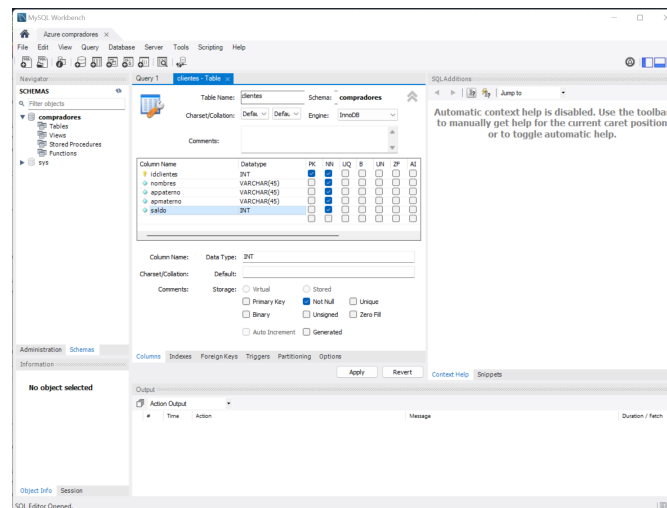 MySQL Workbench
Azure compradores ×
File Edit View Query Database Server Tools Scripting Help
Navigator
SCHEMAS
Filter objects
compradores
Tables
Views
Stored Procedures
Functions
sys
Administration Schemas
Information
No object selected
Object Info Session
Query 1 clientes - Table ×
Table Name: clientes Schema: compradores
Charset/Collation: Defau Defau Engine: InnoDB
Comments:
Column Name Datatype PK NN UQ B UN ZF AI
idclientes INT
nombres VARCHAR(45)
appaterno VARCHAR(45)
apmaterno VARCHAR(45)
saldo INT
Column Name: Data Type: INT
Charset/Collation: Default:
Comments: Storage: Virtual Stored
Primary Key Not Null Unique
Binary Unsigned Zero Fill
Auto Increment Generated
Columns Indexes Foreign Keys Triggers Partitioning Options
Apply Revert
SQLAdditions
Jump to
Automatic context help is disabled. Use the toolba
to manually get help for the current caret position
or to toggle automatic help.
Context Help Snippets
Output
Action Output
# Time Action Message Duration / Fetch
SQL Editor Opened.